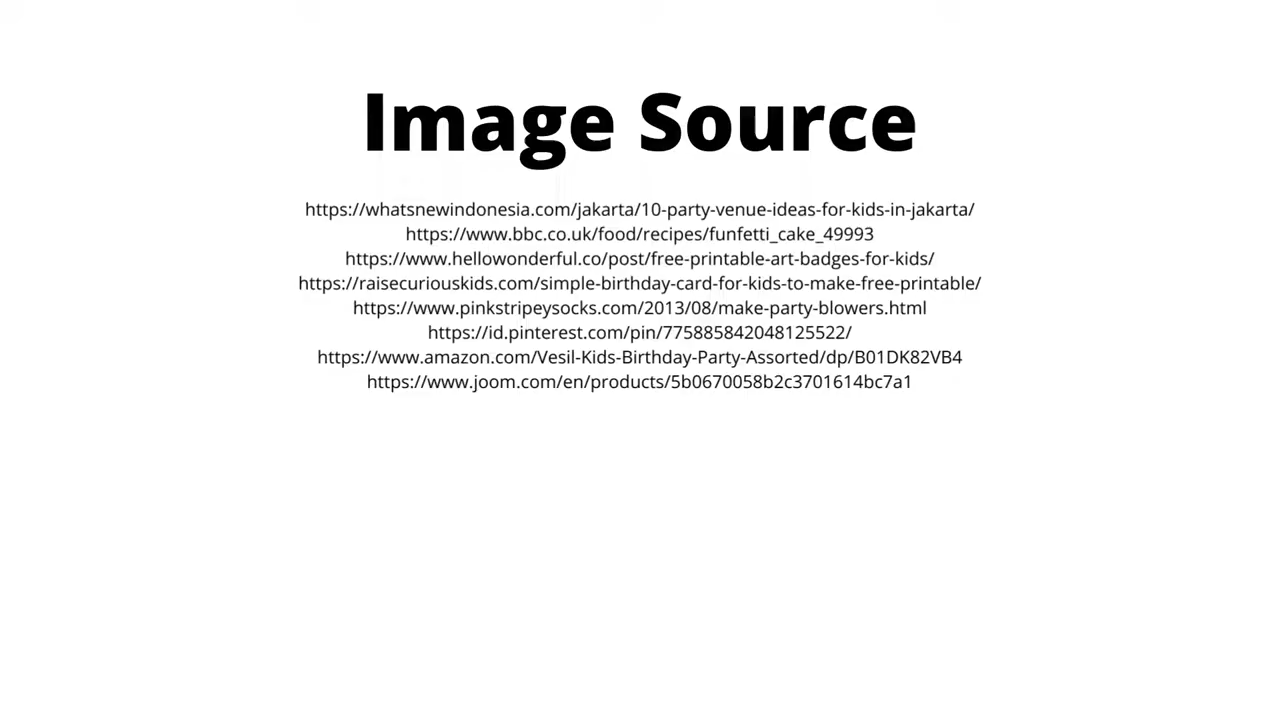 Image Source
https://whatsnewindonesia.com/jakarta/10-party-venue-ideas-for-kids-in-jakarta/
https://www.bbc.co.uk/food/recipes/funfetti_cake_49993
https://www.hellowonderful.co/post/free-printable-art-badges-for-kids/
https://raisecuriouskids.com/simple-birthday-card-for-kids-to-make-free-printable/
https://www.pinkstripeysocks.com/2013/08/make-party-blowers.html
https://id.pinterest.com/pin/775885842048125522/
https://www.amazon.com/Vesil-Kids-Birthday-Party-Assorted/dp/B01DK82VB4
https://www.joom.com/en/products/5b0670058b2c3701614bc7a1